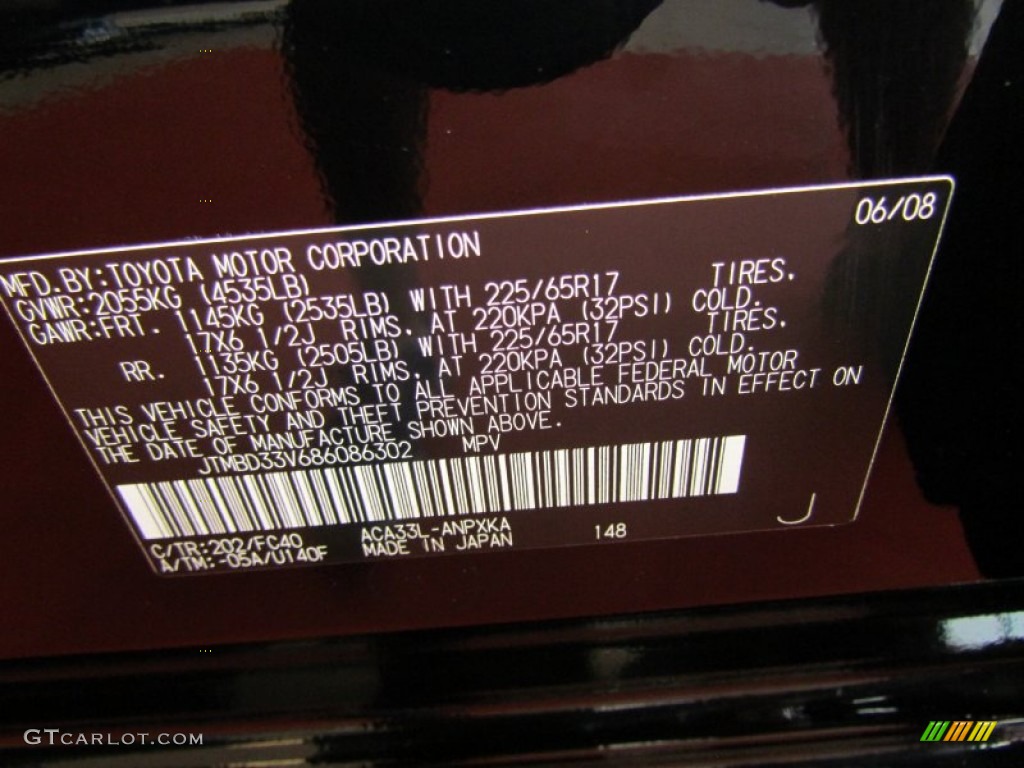 06/08
MFD.BY:TOYOTA MOTOR CORPORATION
GVWR:2055KG (4535LB)
GAWR:FRT. 1145KG (2535LB) WITH 225/65R17 TIRES.
17X6 1/2J RIMS. AT 220KPA (32PSI) COLD.
RR. 1135KG (2505LB) WITH 225/65R17 TIRES.
17X6 1/2J RIMS. AT 220KPA (32PSI) COLD.
THIS VEHICLE CONFORMS TO ALL APPLICABLE FEDERAL MOTOR
VEHICLE SAFETY AND THEFT PREVENTION STANDARDS IN EFFECT ON
THE DATE OF MANUFACTURE SHOWN ABOVE.
JTMBD33V686086302 MPV
C/TR:202/FC40 ACA33L-ANPXKA 148 J
A/TM:-05A/U140F MADE IN JAPAN
GTCARLOT.COM